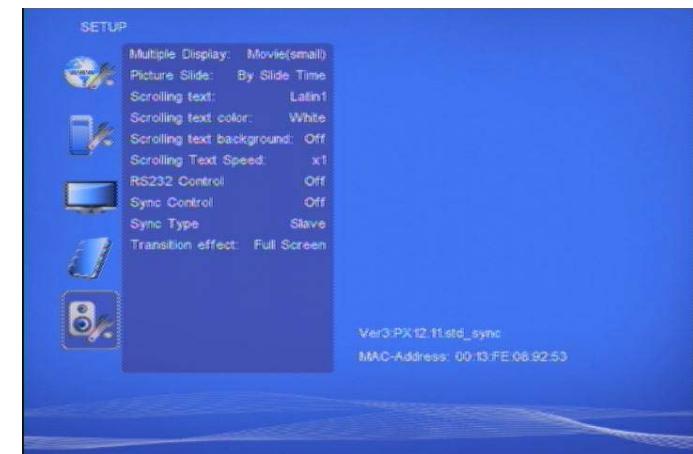 SETUP
Multiple Display: Movie(small)
Picture Slide: By Slide Time
Scrolling text: Latin1
Scrolling text color: White
Scrolling text background: Off
Scrolling Text Speed: x1
RS232 Control Off
Sync Control Off
Sync Type Slave
Transition effect: Full Screen
Ver3:PX12.11.std_sync
MAC-Address: 00:13:FE:08:92:53